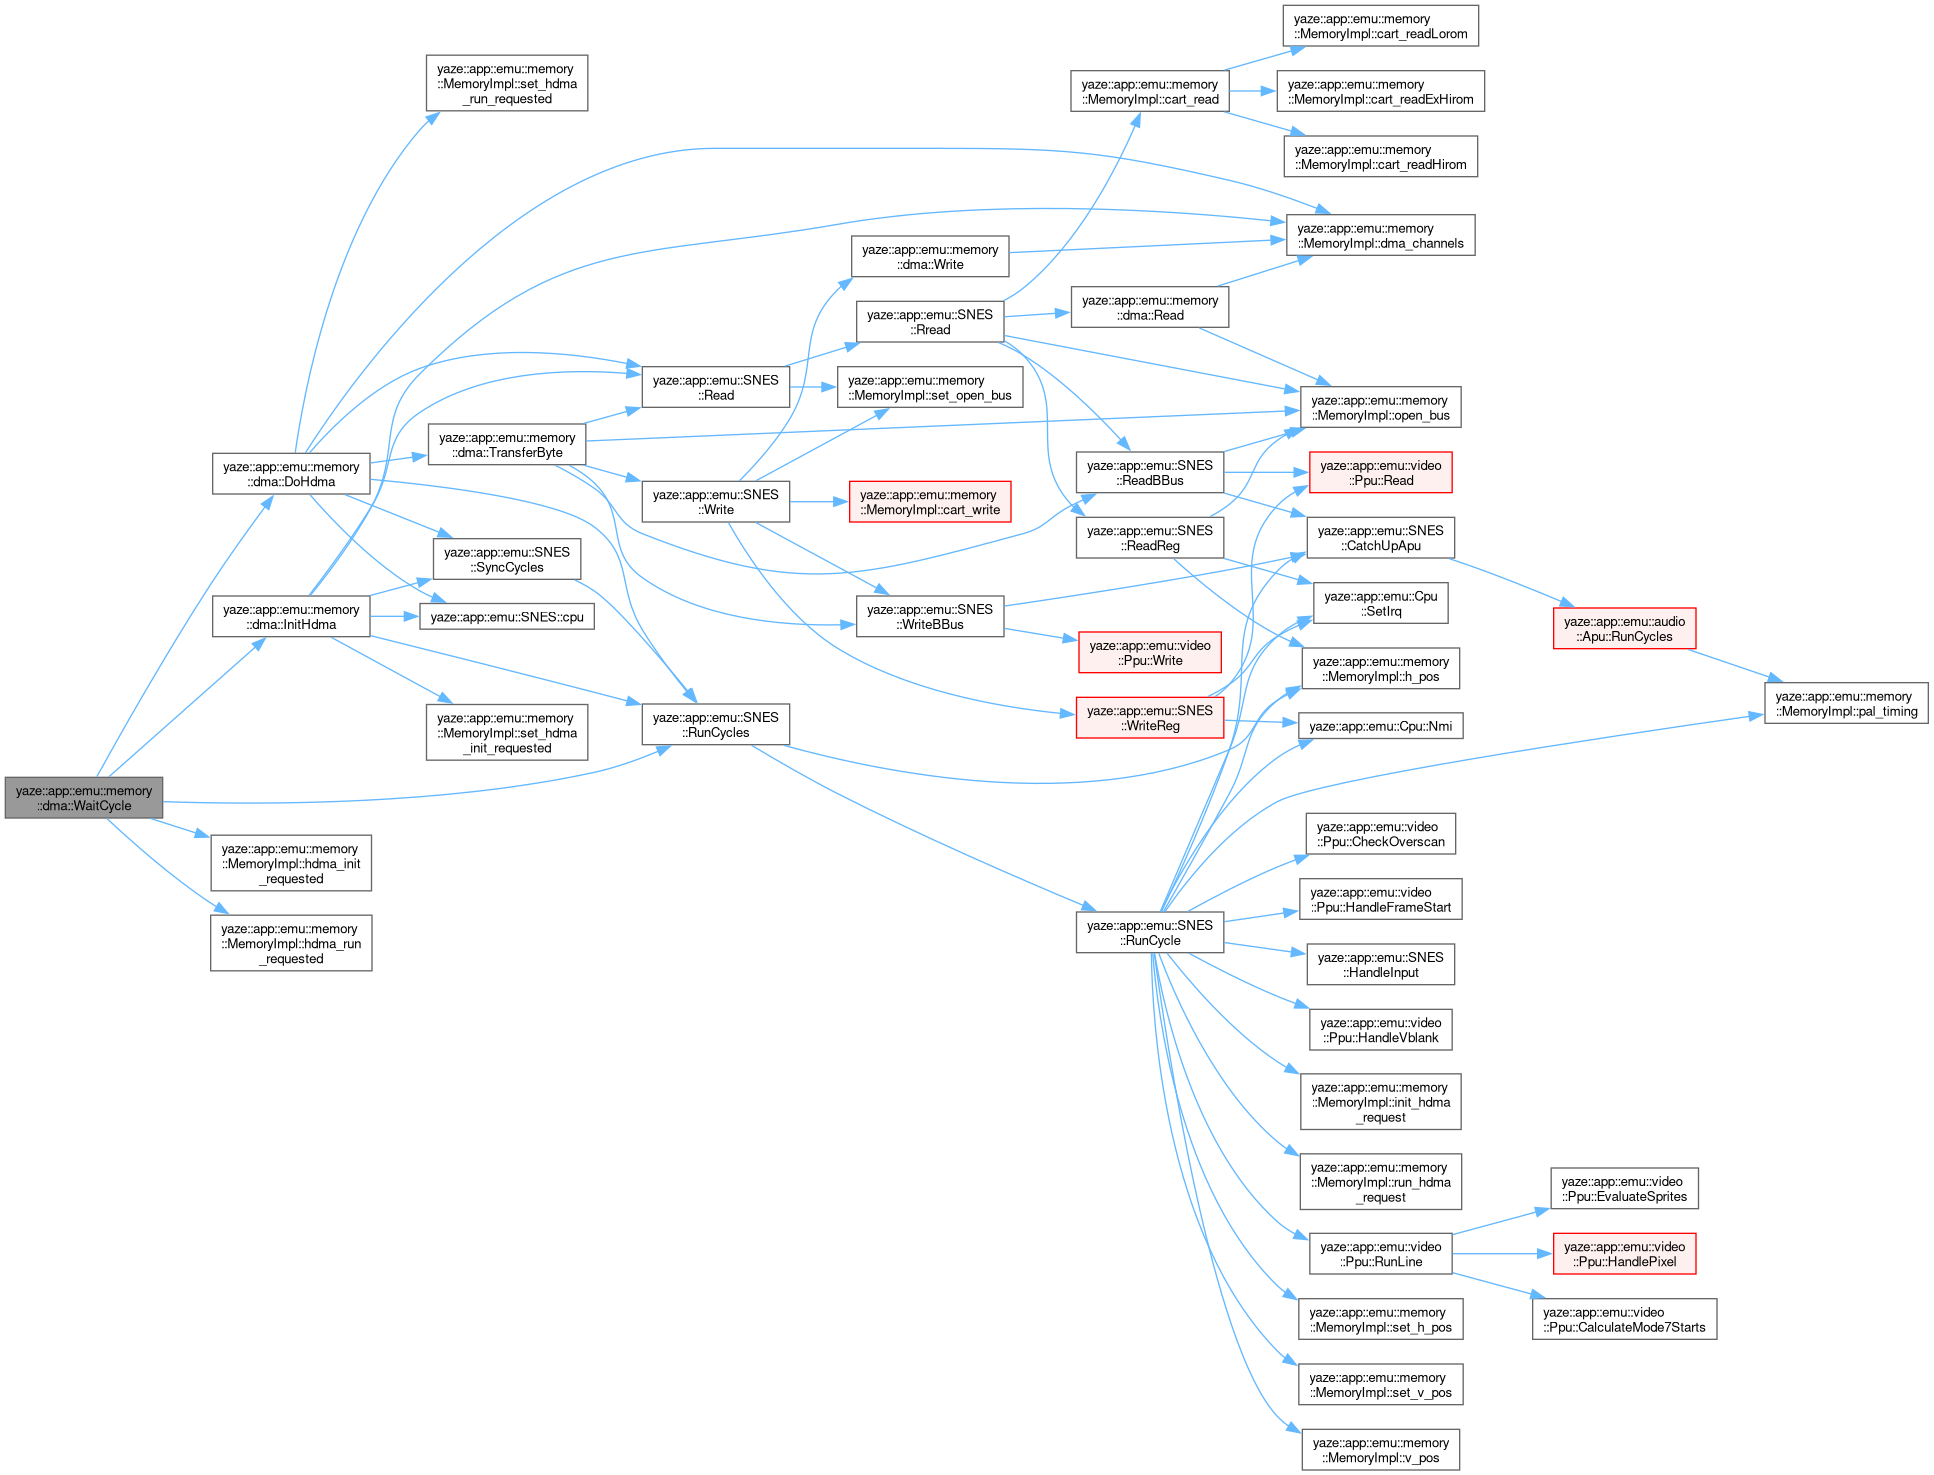 yaze::app::emu::memory
::dma::WaitCycle
yaze::app::emu::memory
::dma::DoHdma
yaze::app::emu::memory
::dma::InitHdma
yaze::app::emu::memory
::MemoryImpl::hdma_init
_requested
yaze::app::emu::memory
::MemoryImpl::hdma_run
_requested
yaze::app::emu::memory
::MemoryImpl::set_hdma
_run_requested
yaze::app::emu::memory
::dma::TransferByte
yaze::app::emu::SNES
::SyncCycles
yaze::app::emu::SNES::cpu
yaze::app::emu::memory
::MemoryImpl::set_hdma
_init_requested
yaze::app::emu::SNES
::Read
yaze::app::emu::SNES
::Write
yaze::app::emu::SNES
::RunCycles
yaze::app::emu::memory
::dma::Write
yaze::app::emu::SNES
::Rread
yaze::app::emu::memory
::MemoryImpl::set_open_bus
yaze::app::emu::memory
::MemoryImpl::cart_write
yaze::app::emu::SNES
::WriteBBus
yaze::app::emu::memory
::MemoryImpl::cart_read
yaze::app::emu::memory
::dma::Read
yaze::app::emu::SNES
::ReadBBus
yaze::app::emu::SNES
::ReadReg
yaze::app::emu::video
::Ppu::Write
yaze::app::emu::SNES
::WriteReg
yaze::app::emu::SNES
::RunCycle
yaze::app::emu::memory
::MemoryImpl::cart_readLorom
yaze::app::emu::memory
::MemoryImpl::cart_readExHirom
yaze::app::emu::memory
::MemoryImpl::cart_readHirom
yaze::app::emu::memory
::MemoryImpl::dma_channels
yaze::app::emu::memory
::MemoryImpl::open_bus
yaze::app::emu::video
::Ppu::Read
yaze::app::emu::SNES
::CatchUpApu
yaze::app::emu::Cpu
::SetIrq
yaze::app::emu::memory
::MemoryImpl::h_pos
yaze::app::emu::Cpu::Nmi
yaze::app::emu::video
::Ppu::CheckOverscan
yaze::app::emu::video
::Ppu::HandleFrameStart
yaze::app::emu::SNES
::HandleInput
yaze::app::emu::video
::Ppu::HandleVblank
yaze::app::emu::memory
::MemoryImpl::init_hdma
_request
yaze::app::emu::memory
::MemoryImpl::run_hdma
_request
yaze::app::emu::video
::Ppu::RunLine
yaze::app::emu::memory
::MemoryImpl::set_h_pos
yaze::app::emu::memory
::MemoryImpl::set_v_pos
yaze::app::emu::memory
::MemoryImpl::v_pos
yaze::app::emu::audio
::Apu::RunCycles
yaze::app::emu::video
::Ppu::EvaluateSprites
yaze::app::emu::video
::Ppu::HandlePixel
yaze::app::emu::video
::Ppu::CalculateMode7Starts
yaze::app::emu::memory
::MemoryImpl::pal_timing